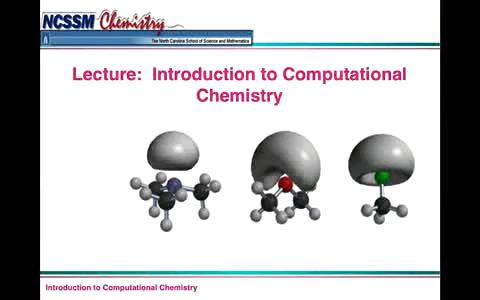 NCSSM Chemistry
The North Carolina School of Science and Mathematics
Lecture: Introduction to Computational
Chemistry
Introduction to Computational Chemistry